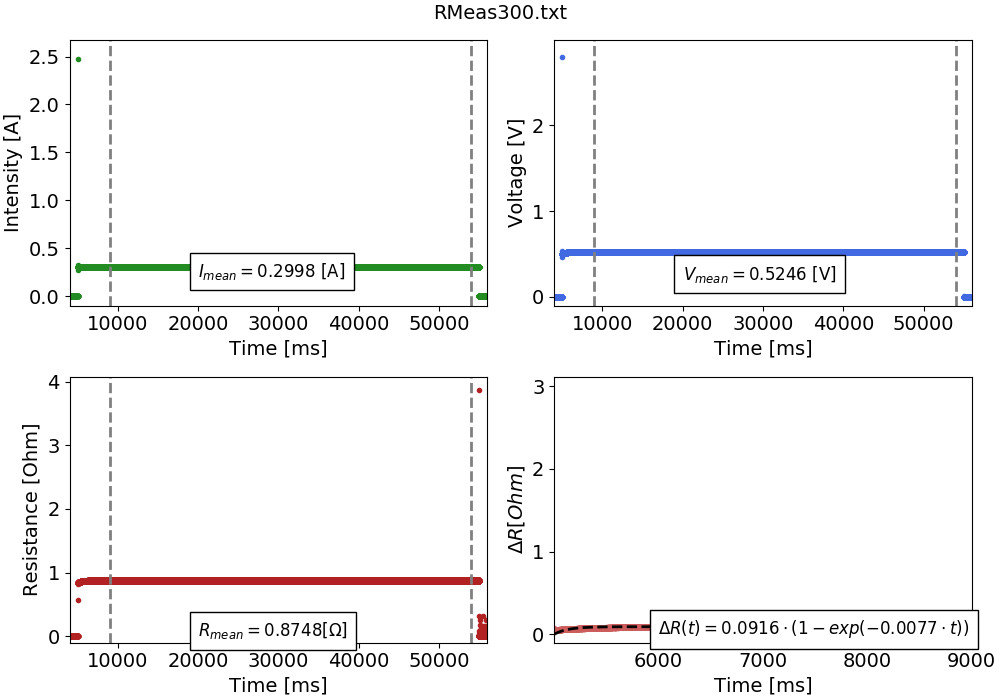 RMeas300.txt
2.5
2.0
1.5
1.0
0.5
0.0
Intensity [A]
I_mean = 0.2998 [A]
10000 20000 30000 40000 50000
Time [ms]
2
1
0
Voltage [V]
V_mean = 0.5246 [V]
10000 20000 30000 40000 50000
Time [ms]
4
3
2
1
0
Resistance [Ohm]
R_mean = 0.8748[Ω]
10000 20000 30000 40000 50000
Time [ms]
3
2
1
0
ΔR[Ohm]
ΔR(t) = 0.0916 · (1 − exp(−0.0077 · t))
6000 7000 8000 9000
Time [ms]